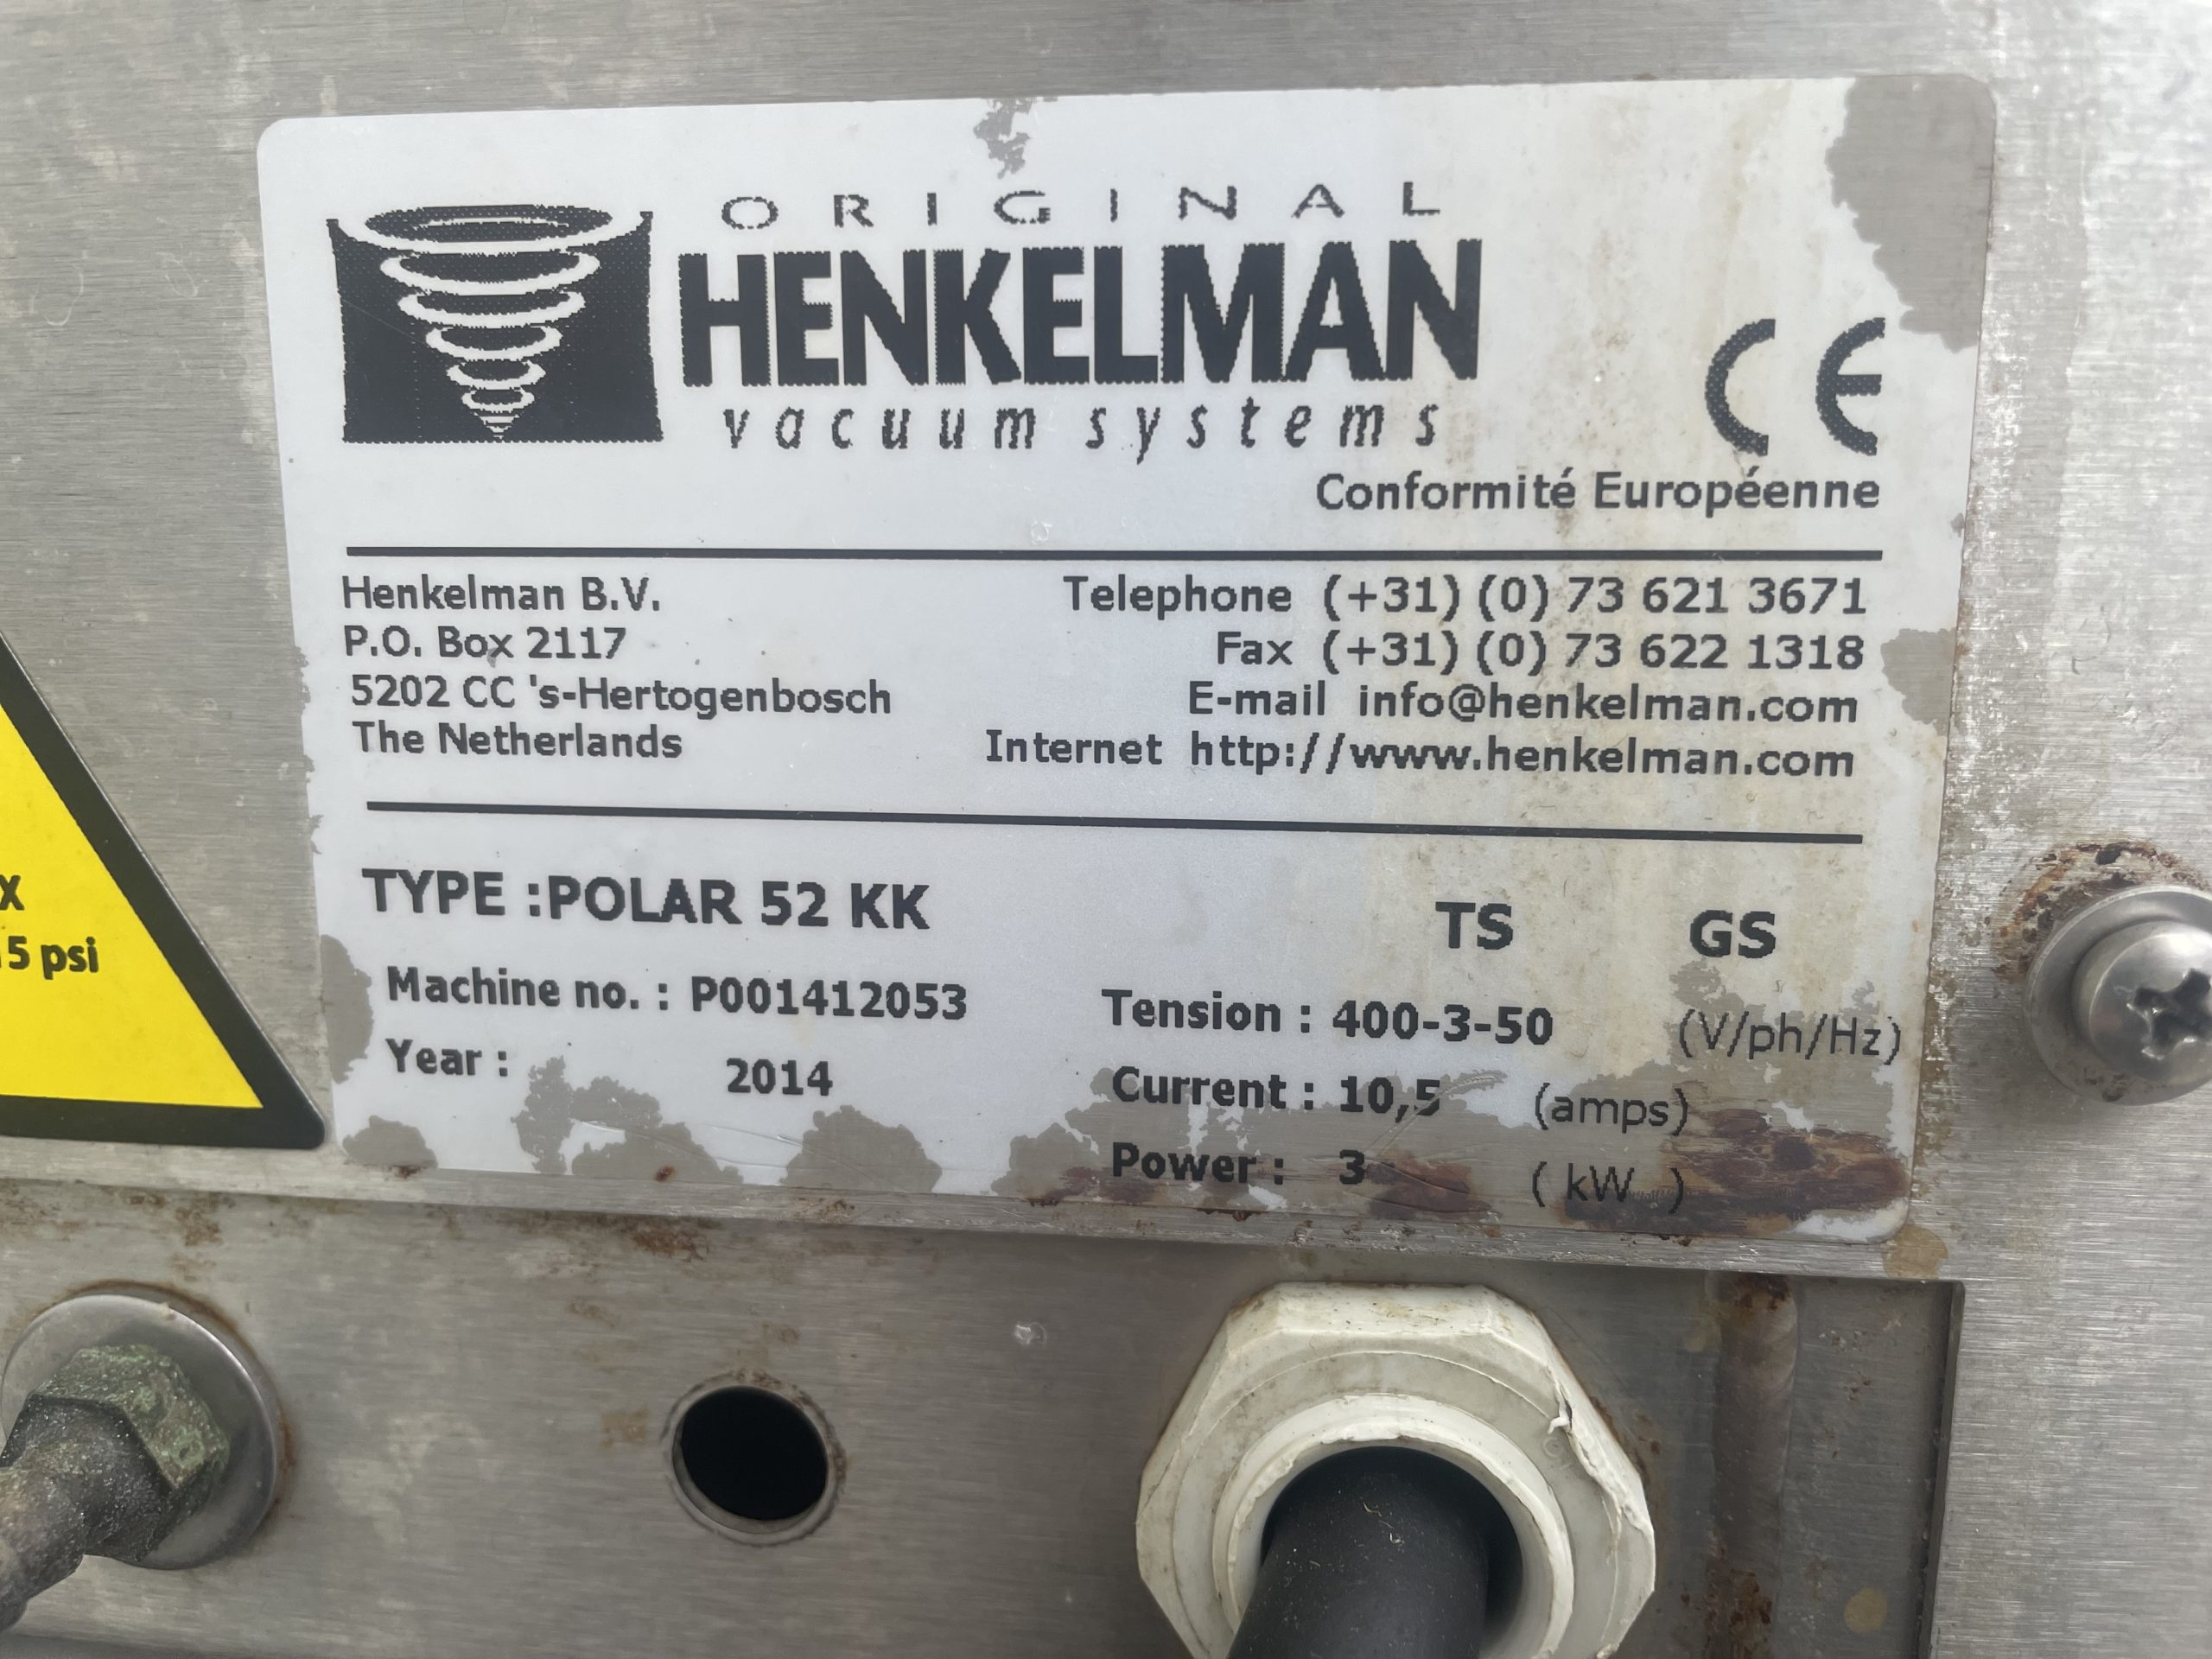 ORIGINAL
HENKELMAN
vacuum systems
CE
Conformité Européenne
Henkelman B.V.
P.O. Box 2117
5202 CC 's-Hertogenbosch
The Netherlands
Telephone (+31) (0) 73 621 3671
Fax (+31) (0) 73 622 1318
E-mail info@henkelman.com
Internet http://www.henkelman.com
TYPE :POLAR 52 KK TS GS
Machine no. : P001412053
Year : 2014
Tension : 400-3-50 (V/ph/Hz)
Current : 10,5 (amps)
Power : 3 (kW)
X
5 psi